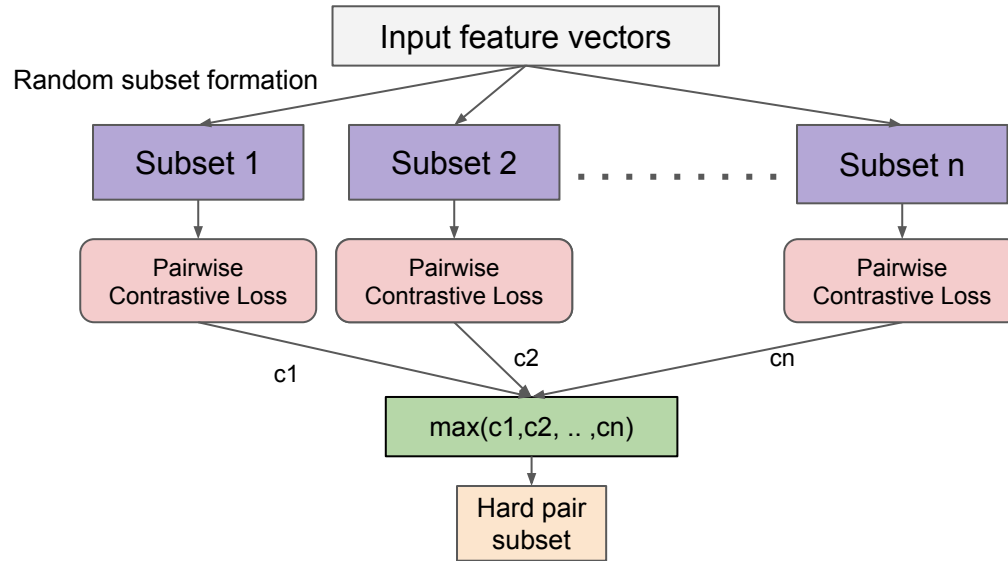 Input feature vectors
Random subset formation
Subset 1
Subset 2
Subset n
Pairwise
Contrastive Loss
Pairwise
Contrastive Loss
Pairwise
Contrastive Loss
c1
c2
cn
max(c1,c2, .. ,cn)
Hard pair
subset